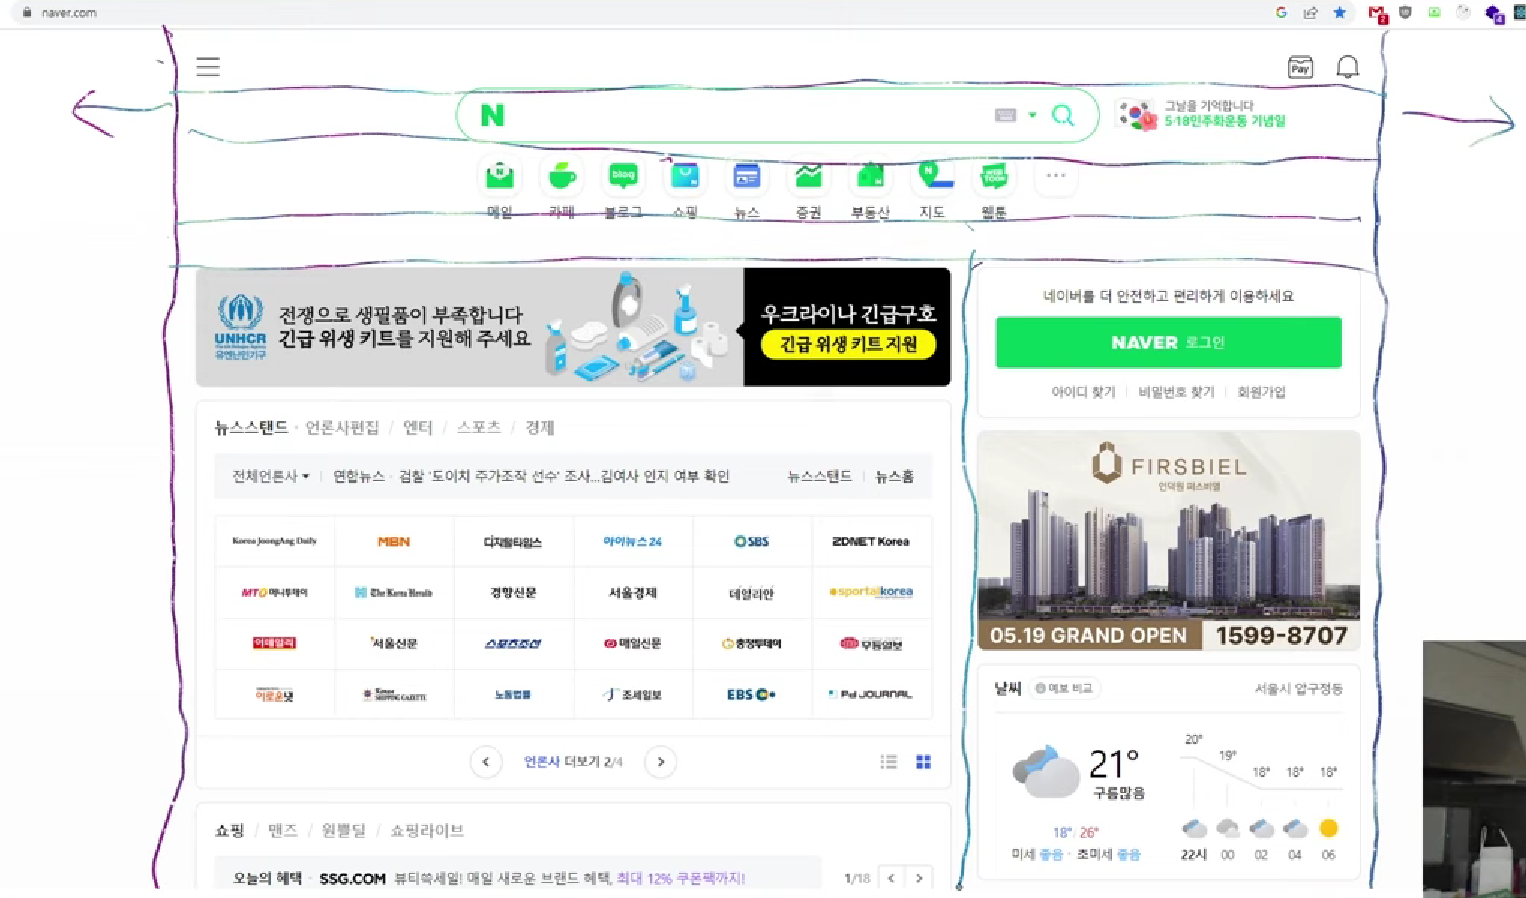 naver.com
2
4
Pay
N
그날을 기억합니다
5·18민주화운동 기념일
N
blog
N
N
N
WEB TOON
메일 카페 블로그 쇼핑 뉴스 증권 부동산 지도 웹툰
UNHCR
유엔난민기구
전쟁으로 생필품이 부족합니다
긴급 위생 키트를 지원해 주세요
우크라이나 긴급구호
긴급 위생 키트 지원
네이버를 더 안전하고 편리하게 이용하세요
NAVER 로그인
아이디 찾기 비밀번호 찾기 회원가입
뉴스스탠드 · 언론사편집 / 엔터 / 스포츠 / 경제
전체언론사 연합뉴스 · 검찰 '도이치 주가조작 선수' 조사...김여사 인지 여부 확인 뉴스스탠드 뉴스홈
Korea JoongAng Daily MBN 디지털타임스 아이뉴스24 SBS ZDNET Korea
MT 머니투데이 The Korea Herald 경향신문 서울경제 데일리안 sportalkorea
이데일리 서울신문 스포츠조선 매일신문 충청투데이 무등일보
이로운넷 Korea SHIPPING GAZETTE 노동법률 조세일보 EBS Pd JOURNAL
언론사 더보기 2/4
FIRSBIEL
인덕원 퍼스비엘
05.19 GRAND OPEN 1599-8707
날씨 예보 비교 서울시 압구정동
21°
구름많음
18° / 26°
미세 좋음 · 초미세 좋음
20° 19° 18° 18° 18°
22시 00 02 04 06
쇼핑 / 맨즈 / 원쁠딜 / 쇼핑라이브
오늘의 혜택 · SSG.COM 뷰티쓱세일! 매일 새로운 브랜드 혜택, 최대 12% 쿠폰팩까지! 1/18